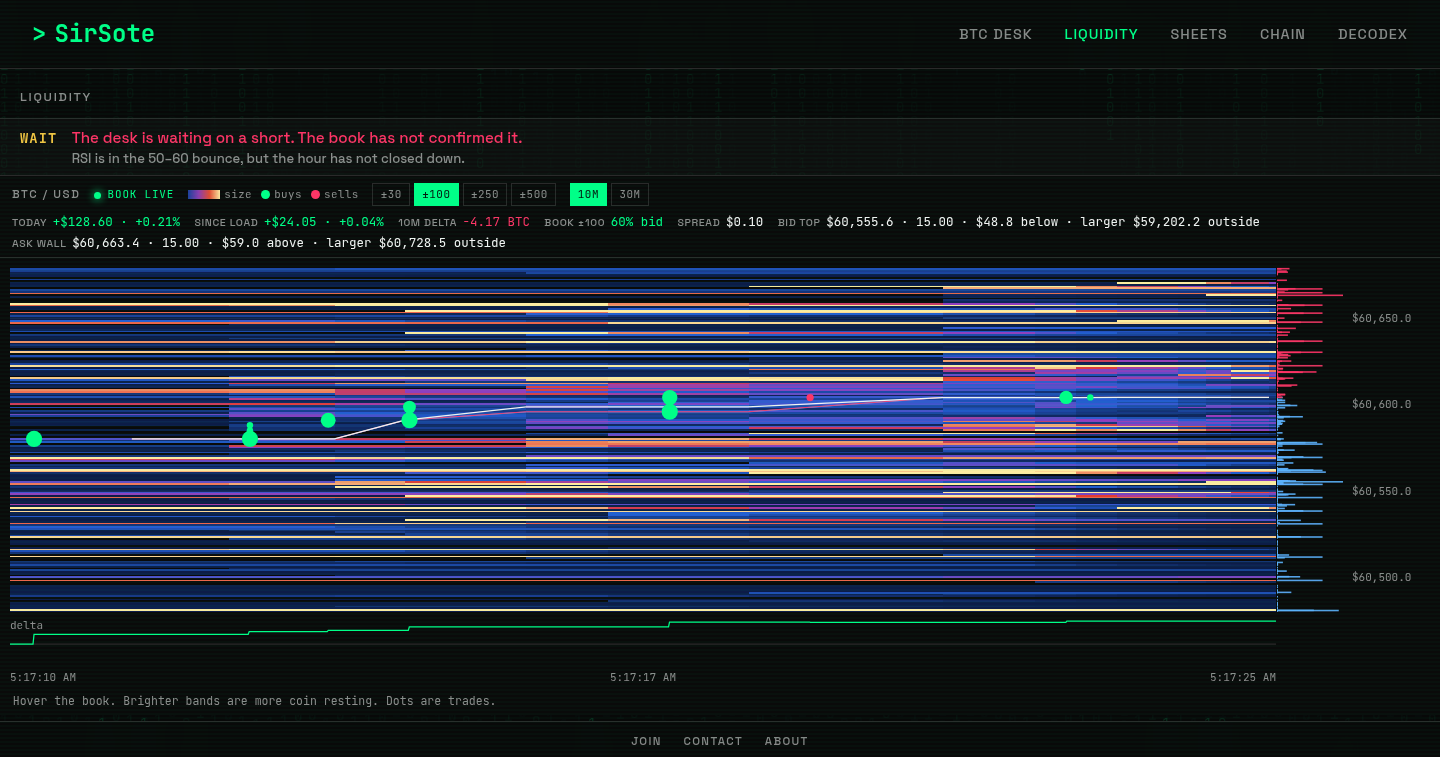 > SirSote
BTC DESK LIQUIDITY SHEETS CHAIN DECODEX
LIQUIDITY
WAIT The desk is waiting on a short. The book has not confirmed it.
RSI is in the 50–60 bounce, but the hour has not closed down.
BTC / USD BOOK LIVE size buys sells ±30 ±100 ±250 ±500 10M 30M
TODAY +$128.60 · +0.21% SINCE LOAD +$24.05 · +0.04% 10M DELTA -4.17 BTC BOOK ±100 60% bid SPREAD $0.10 BID TOP $60,555.6 · 15.00 · $48.8 below · larger $59,202.2 outside
ASK WALL $60,663.4 · 15.00 · $59.0 above · larger $60,728.5 outside
$60,650.0
$60,600.0
$60,550.0
$60,500.0
delta
5:17:10 AM 5:17:17 AM 5:17:25 AM
Hover the book. Brighter bands are more coin resting. Dots are trades.
JOIN CONTACT ABOUT